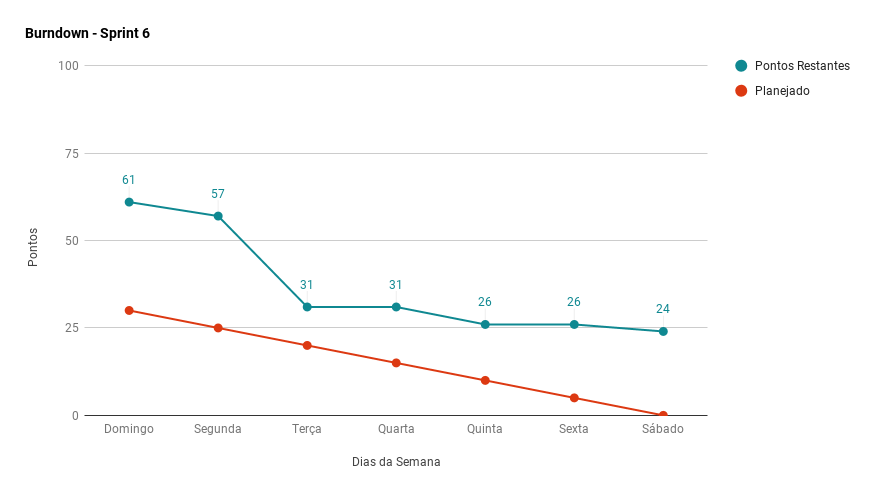 Burndown - Sprint 6
Pontos Restantes
Planejado
100
75
50
25
0
Pontos
61
57
31
31
26
26
24
Domingo
Segunda
Terça
Quarta
Quinta
Sexta
Sábado
Dias da Semana